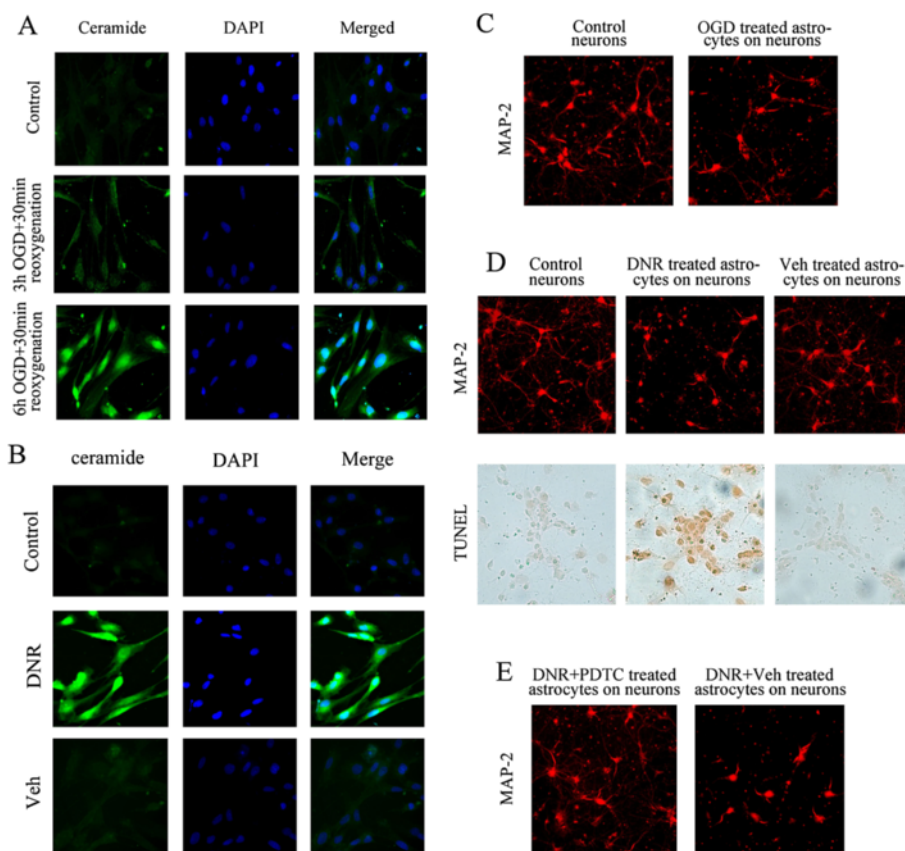 A
Ceramide
DAPI
Merged
Control
3h OGD+30min
reoxygenation
6h OGD+30min
reoxygenation
B
ceramide
DAPI
Merge
Control
DNR
Veh
C
Control
neurons
OGD treated astro-
cytes on neurons
MAP-2
D
Control
neurons
DNR treated astro-
cytes on neurons
Veh treated astro-
cytes on neurons
MAP-2
TUNEL
E
DNR+PDTC treated
astrocytes on neurons
DNR+Veh treated
astrocytes on neurons
MAP-2